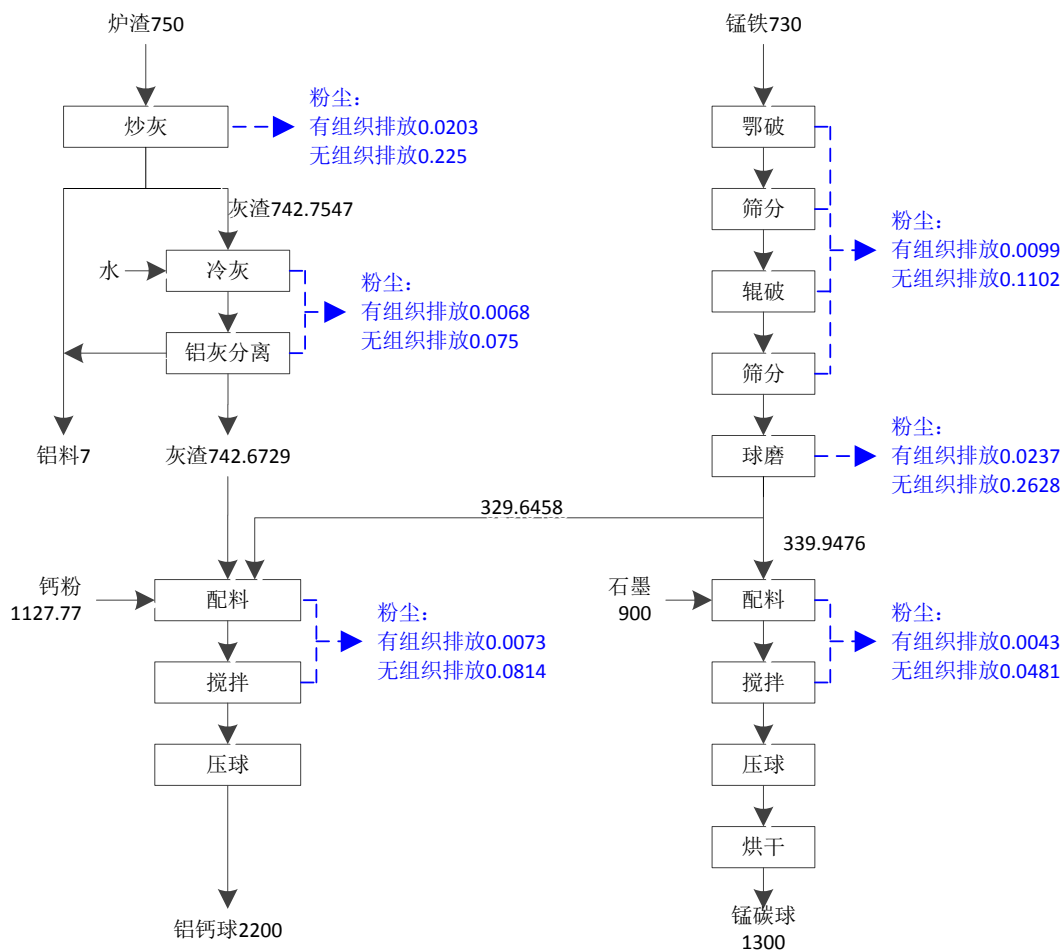 炉渣750
炒灰
粉尘：
有组织排放0.0203
无组织排放0.225
灰渣742.7547
水
冷灰
粉尘：
有组织排放0.0068
无组织排放0.075
铝灰分离
铝料7
灰渣742.6729
钙粉
1127.77
配料
粉尘：
有组织排放0.0073
无组织排放0.0814
搅拌
压球
铝钙球2200
锰铁730
鄂破
筛分
粉尘：
有组织排放0.0099
无组织排放0.1102
辊破
筛分
球磨
粉尘：
有组织排放0.0237
无组织排放0.2628
329.6458
339.9476
石墨
900
配料
粉尘：
有组织排放0.0043
无组织排放0.0481
搅拌
压球
烘干
锰碳球
1300